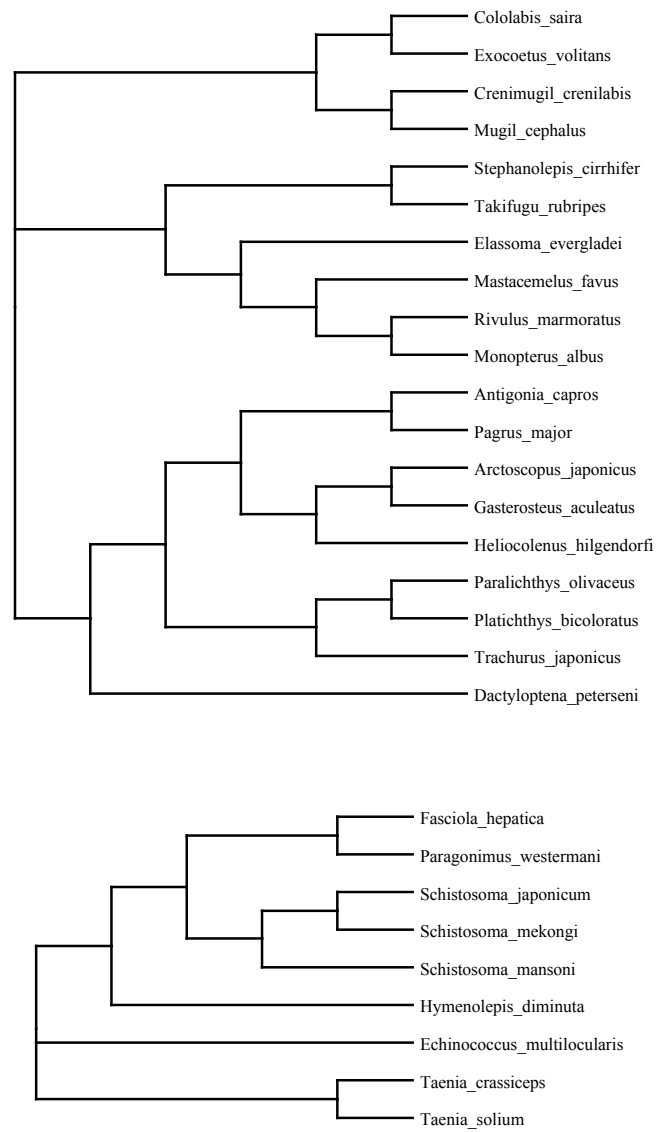 Cololabis_saira
Exocoetus_volitans
Crenimugil_crenilabis
Mugil_cephalus
Stephanolepis_cirrhifer
Takifugu_rubripes
Elassoma_evergladei
Mastacemelus_favus
Rivulus_marmoratus
Monopterus_albus
Antigonia_capros
Pagrus_major
Arctoscopus_japonicus
Gasterosteus_aculeatus
Heliocolenus_hilgendorfi
Paralichthys_olivaceus
Platichthys_bicoloratus
Trachurus_japonicus
Dactyloptena_peterseni
Fasciola_hepatica
Paragonimus_westermani
Schistosoma_japonicum
Schistosoma_mekongi
Schistosoma_mansoni
Hymenolepis_diminuta
Echinococcus_multilocularis
Taenia_crassiceps
Taenia_solium